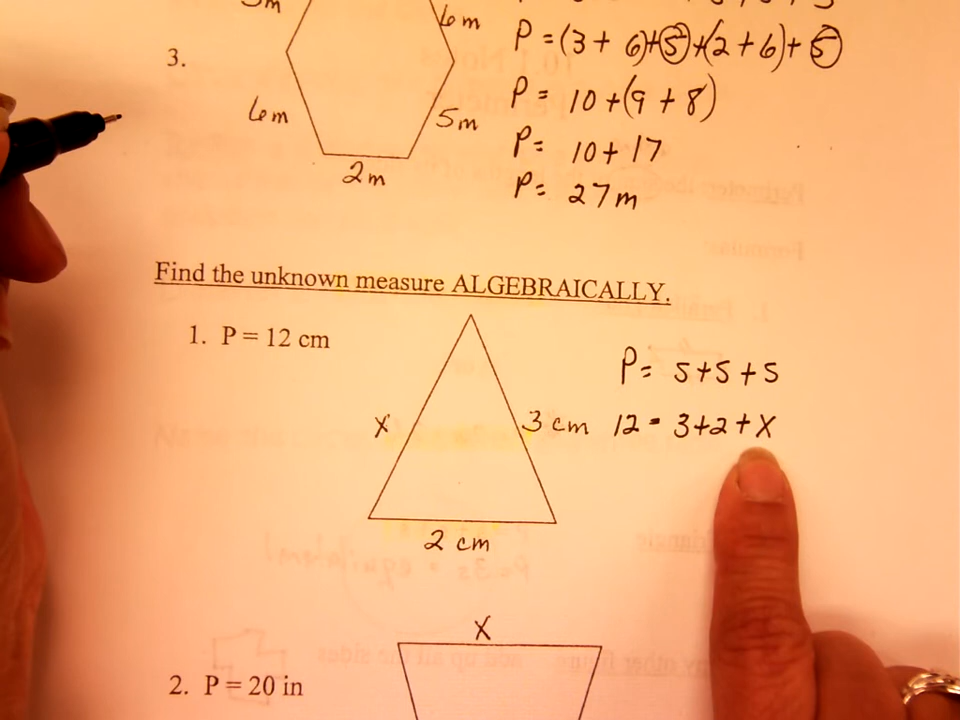 6m
3.
P = (3 + 6)+5+(2 + 6)+ 5
P = 10 +(9 + 8)
6m
5m
P = 10 + 17
2m
P = 27m
Find the unknown measure ALGEBRAICALLY.
1. P = 12 cm
P = s+s+s
x
3 cm
12 = 3+2+x
2 cm
x
2. P = 20 in